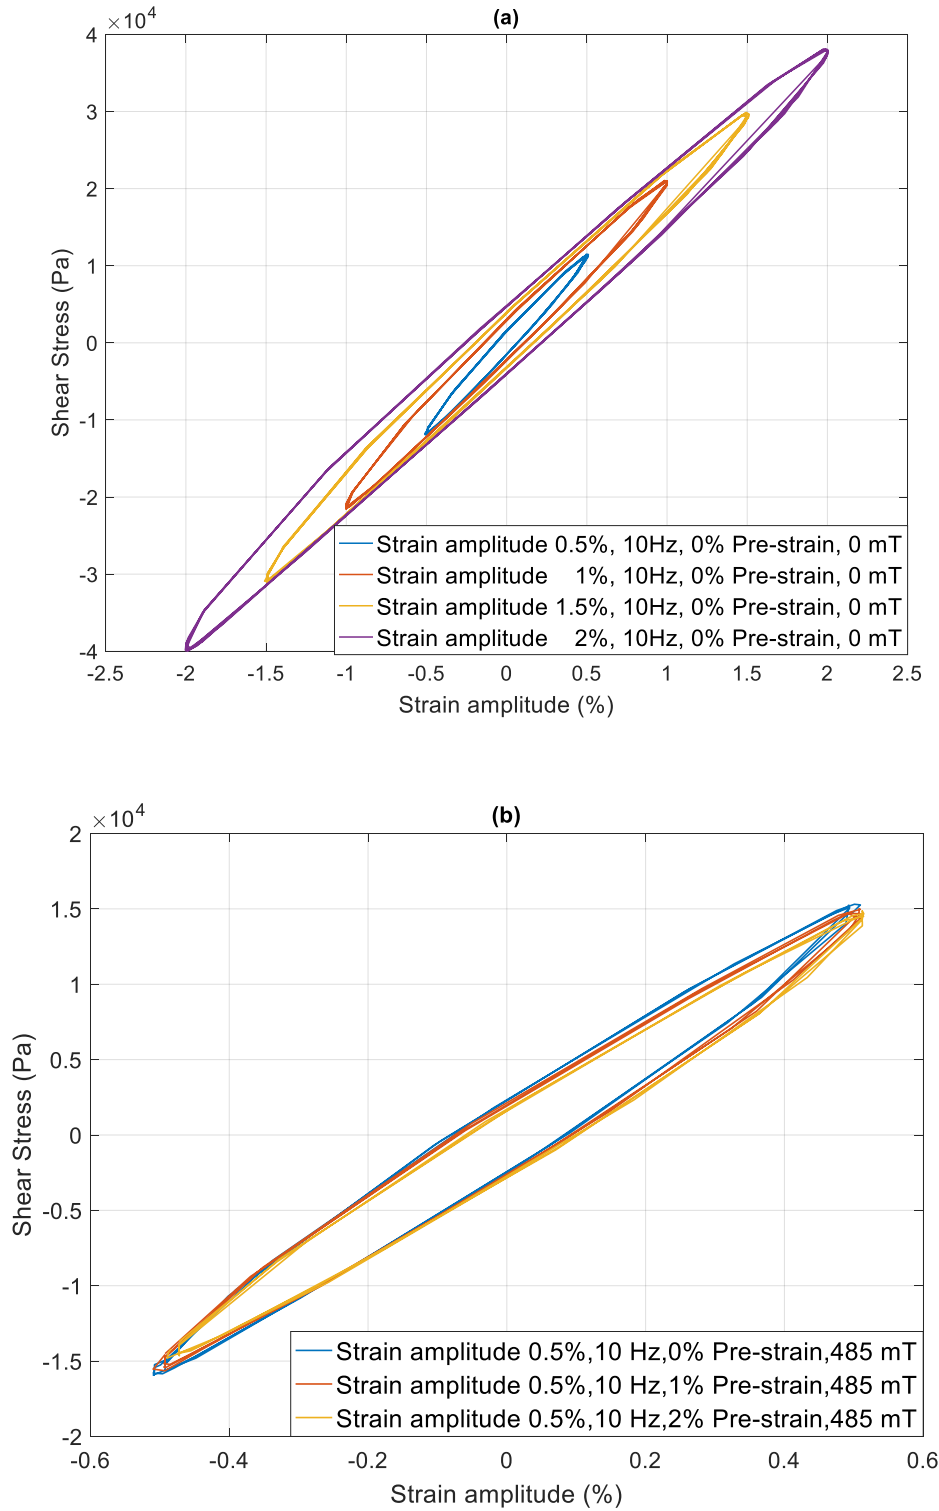 (a)
×10⁴
4
3
2
1
0
-1
-2
-3
-4
Shear Stress (Pa)
Strain amplitude 0.5%, 10Hz, 0% Pre-strain, 0 mT
Strain amplitude 1%, 10Hz, 0% Pre-strain, 0 mT
Strain amplitude 1.5%, 10Hz, 0% Pre-strain, 0 mT
Strain amplitude 2%, 10Hz, 0% Pre-strain, 0 mT
-2.5 -2 -1.5 -1 -0.5 0 0.5 1 1.5 2 2.5
Strain amplitude (%)
(b)
×10⁴
2
1.5
1
0.5
0
-0.5
-1
-1.5
-2
Shear Stress (Pa)
Strain amplitude 0.5%,10 Hz,0% Pre-strain,485 mT
Strain amplitude 0.5%,10 Hz,1% Pre-strain,485 mT
Strain amplitude 0.5%,10 Hz,2% Pre-strain,485 mT
-0.6 -0.4 -0.2 0 0.2 0.4 0.6
Strain amplitude (%)